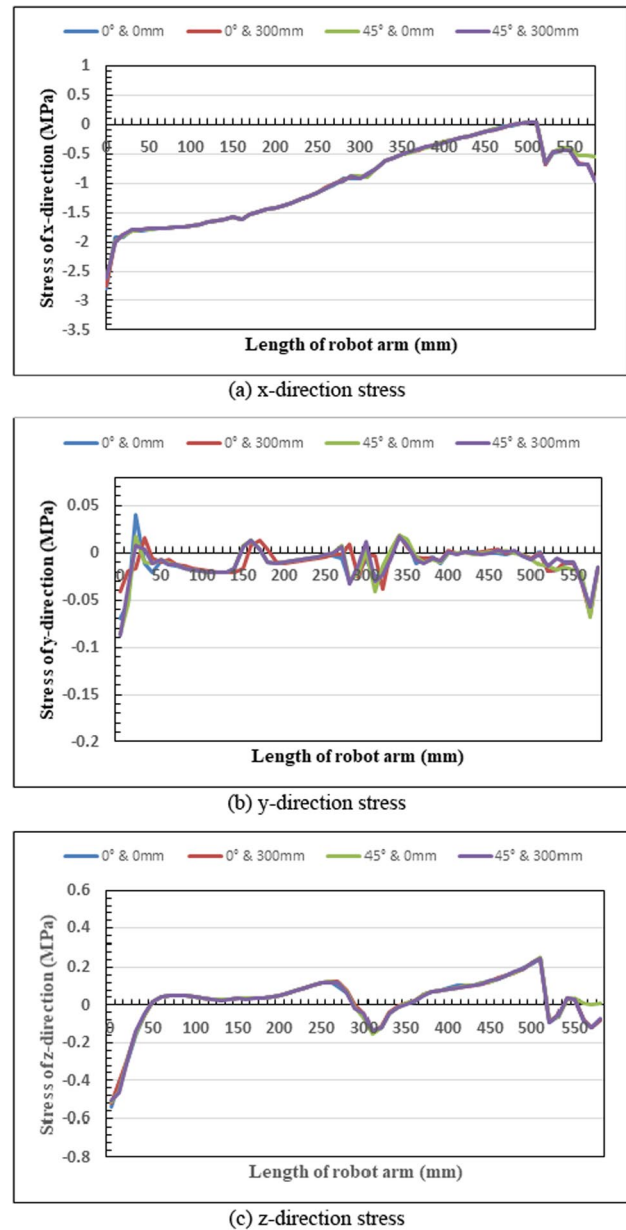 0° & 0mm 0° & 300mm 45° & 0mm 45° & 300mm
1
0.5
0
-0.5
-1
-1.5
-2
-2.5
-3
-3.5
0 50 100 150 200 250 300 350 400 450 500 550
Stress of x-direction (MPa)
Length of robot arm (mm)
(a) x-direction stress
0° & 0mm 0° & 300mm 45° & 0mm 45° & 300mm
0.05
0
-0.05
-0.1
-0.15
-0.2
0 50 100 150 200 250 300 350 400 450 500 550
Stress of y-direction (MPa)
Length of robot arm (mm)
(b) y-direction stress
0° & 0mm 0° & 300mm 45° & 0mm 45° & 300mm
0.6
0.4
0.2
0
-0.2
-0.4
-0.6
-0.8
0 50 100 150 200 250 300 350 400 450 500 550
Stress of z-direction (MPa)
Length of robot arm (mm)
(c) z-direction stress